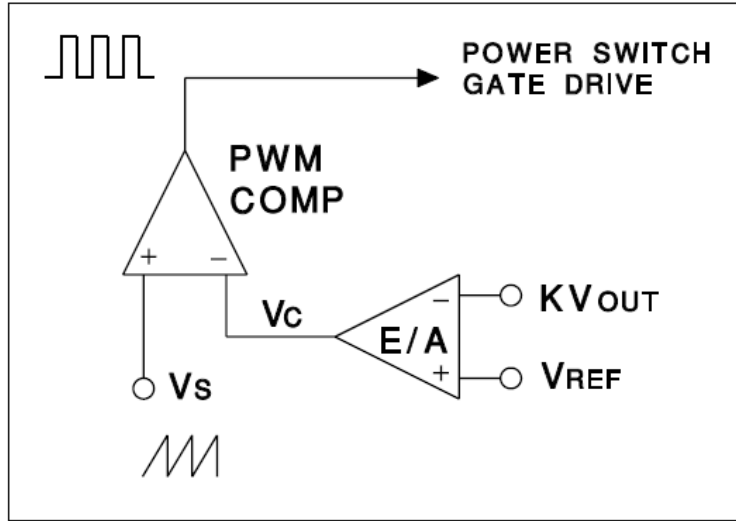 POWER SWITCH
GATE DRIVE
PWM
COMP
+ −
VC
− KVOUT
E/A
+ VREF
VS